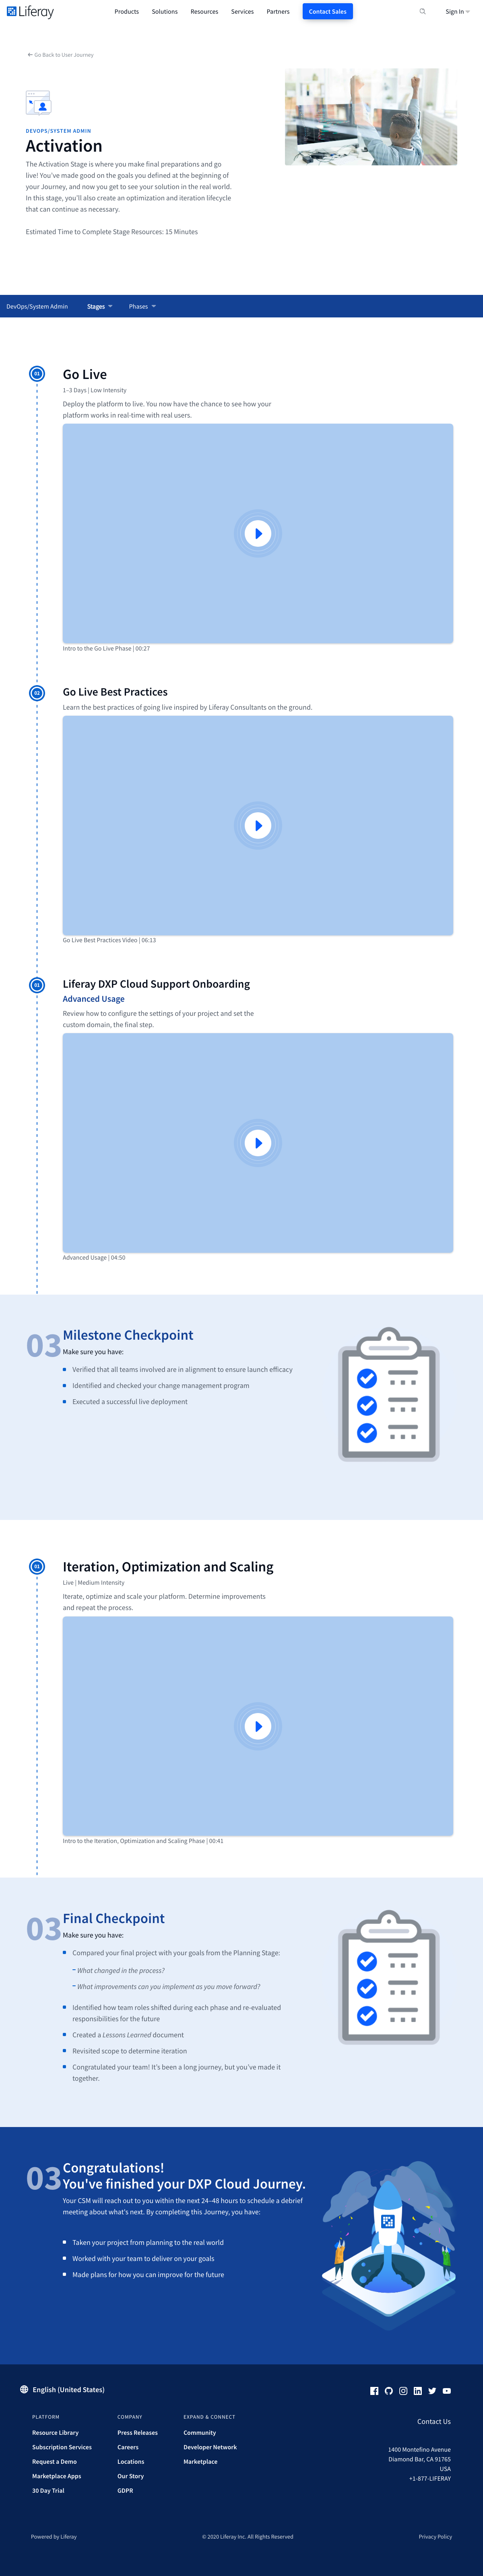 Liferay
Products Solutions Resources Services Partners Contact Sales Sign In
Go Back to User Journey
DEVOPS/SYSTEM ADMIN
Activation
The Activation Stage is where you make final preparations and go
live! You've made good on the goals you defined at the beginning of
your Journey, and now you get to see your solution in the real world.
In this stage, you'll also create an optimization and iteration lifecycle
that can continue as necessary.
Estimated Time to Complete Stage Resources: 15 Minutes
DevOps/System Admin Stages Phases
01 Go Live
1–3 Days | Low Intensity
Deploy the platform to live. You now have the chance to see how your
platform works in real-time with real users.
Intro to the Go Live Phase | 00:27
02 Go Live Best Practices
Learn the best practices of going live inspired by Liferay Consultants on the ground.
Go Live Best Practices Video | 06:13
01 Liferay DXP Cloud Support Onboarding
Advanced Usage
Review how to configure the settings of your project and set the
custom domain, the final step.
Advanced Usage | 04:50
03 Milestone Checkpoint
Make sure you have:
Verified that all teams involved are in alignment to ensure launch efficacy
Identified and checked your change management program
Executed a successful live deployment
01 Iteration, Optimization and Scaling
Live | Medium Intensity
Iterate, optimize and scale your platform. Determine improvements
and repeat the process.
Intro to the Iteration, Optimization and Scaling Phase | 00:41
03 Final Checkpoint
Make sure you have:
Compared your final project with your goals from the Planning Stage:
– What changed in the process?
– What improvements can you implement as you move forward?
Identified how team roles shifted during each phase and re-evaluated
responsibilities for the future
Created a Lessons Learned document
Revisited scope to determine iteration
Congratulated your team! It's been a long journey, but you've made it
together.
03 Congratulations!
You've finished your DXP Cloud Journey.
Your CSM will reach out to you within the next 24–48 hours to schedule a debrief
meeting about what's next. By completing this Journey, you have:
Taken your project from planning to the real world
Worked with your team to deliver on your goals
Made plans for how you can improve for the future
English (United States)
PLATFORM
Resource Library
Subscription Services
Request a Demo
Marketplace Apps
30 Day Trial
COMPANY
Press Releases
Careers
Locations
Our Story
GDPR
EXPAND & CONNECT
Community
Developer Network
Marketplace
Contact Us
1400 Montefino Avenue
Diamond Bar, CA 91765
USA
+1-877-LIFERAY
Powered by Liferay
© 2020 Liferay Inc. All Rights Reserved
Privacy Policy